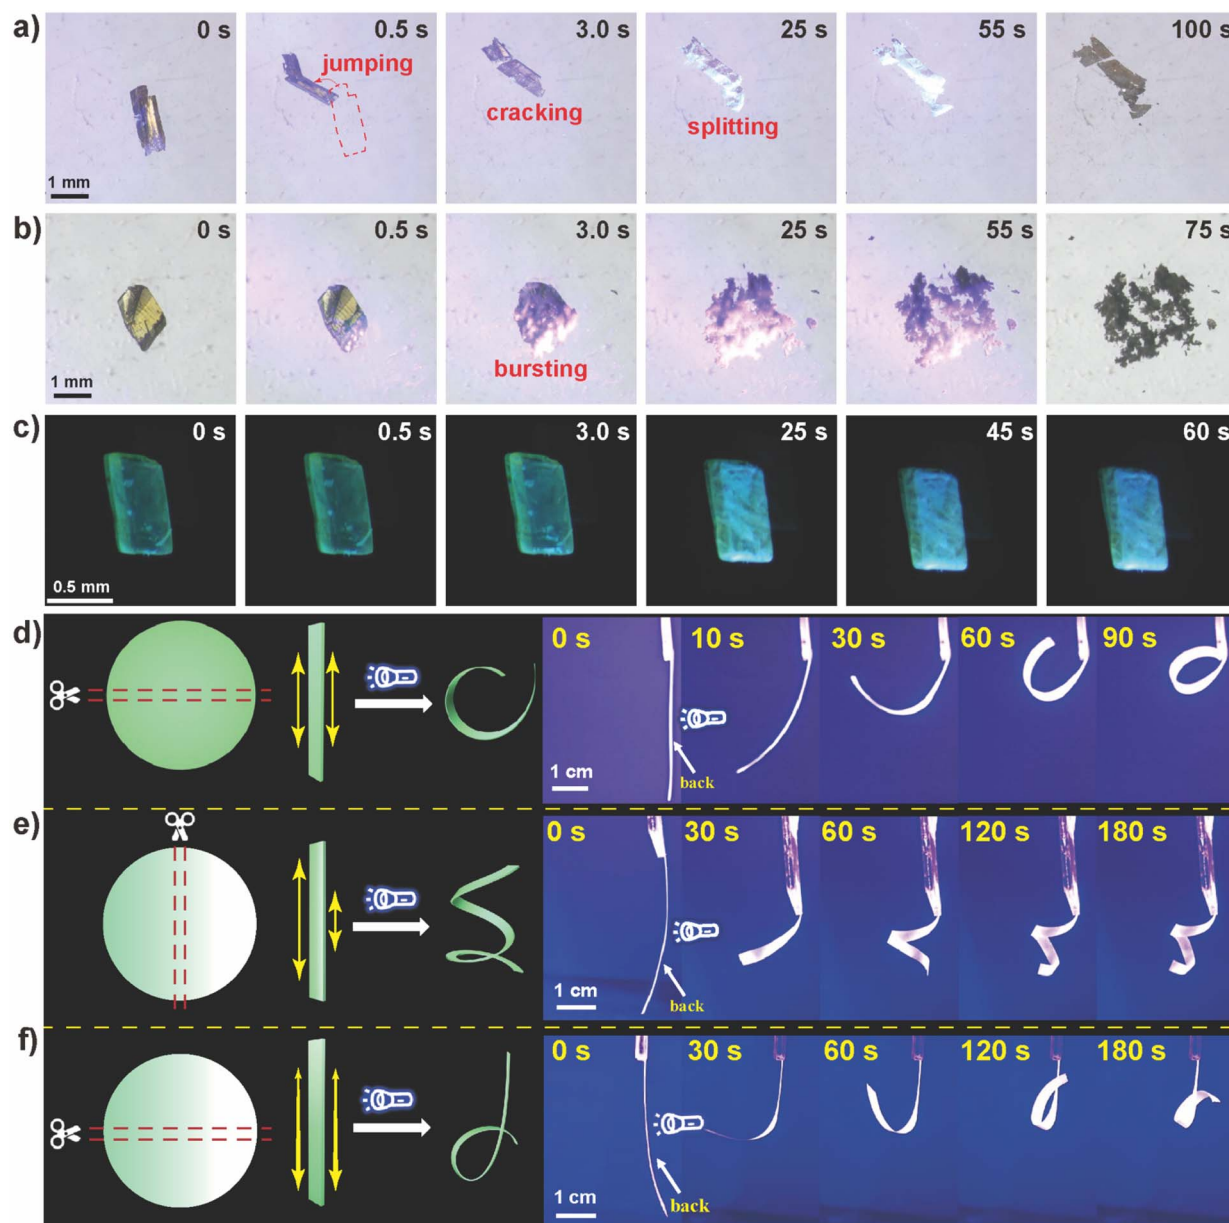 a) 0 s 0.5 s 3.0 s 25 s 55 s 100 s
jumping
cracking
splitting
1 mm
b) 0 s 0.5 s 3.0 s 25 s 55 s 75 s
bursting
1 mm
c) 0 s 0.5 s 3.0 s 25 s 45 s 60 s
0.5 mm
d) 0 s 10 s 30 s 60 s 90 s
back
1 cm
e) 0 s 30 s 60 s 120 s 180 s
back
1 cm
f) 0 s 30 s 60 s 120 s 180 s
back
1 cm